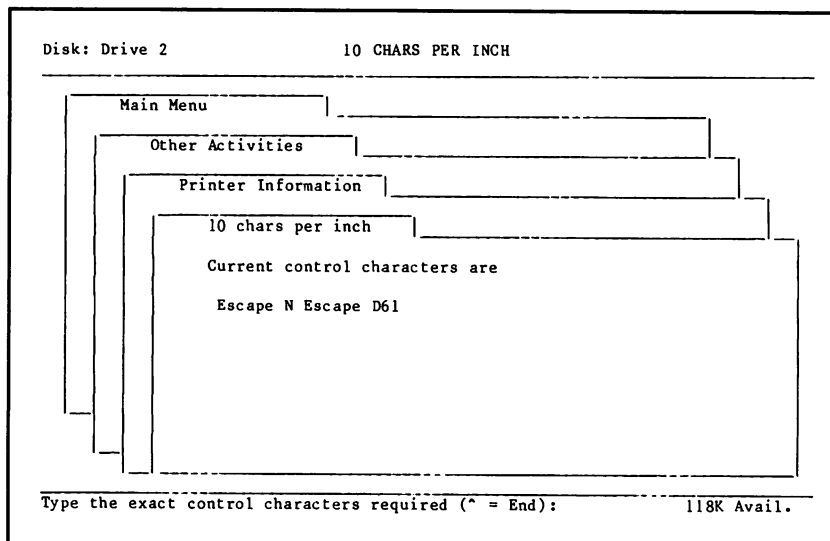 Disk: Drive 2 10 CHARS PER INCH
Main Menu
Other Activities
Printer Information
10 chars per inch
Current control characters are
Escape N Escape D61
Type the exact control characters required (^ = End): 118K Avail.